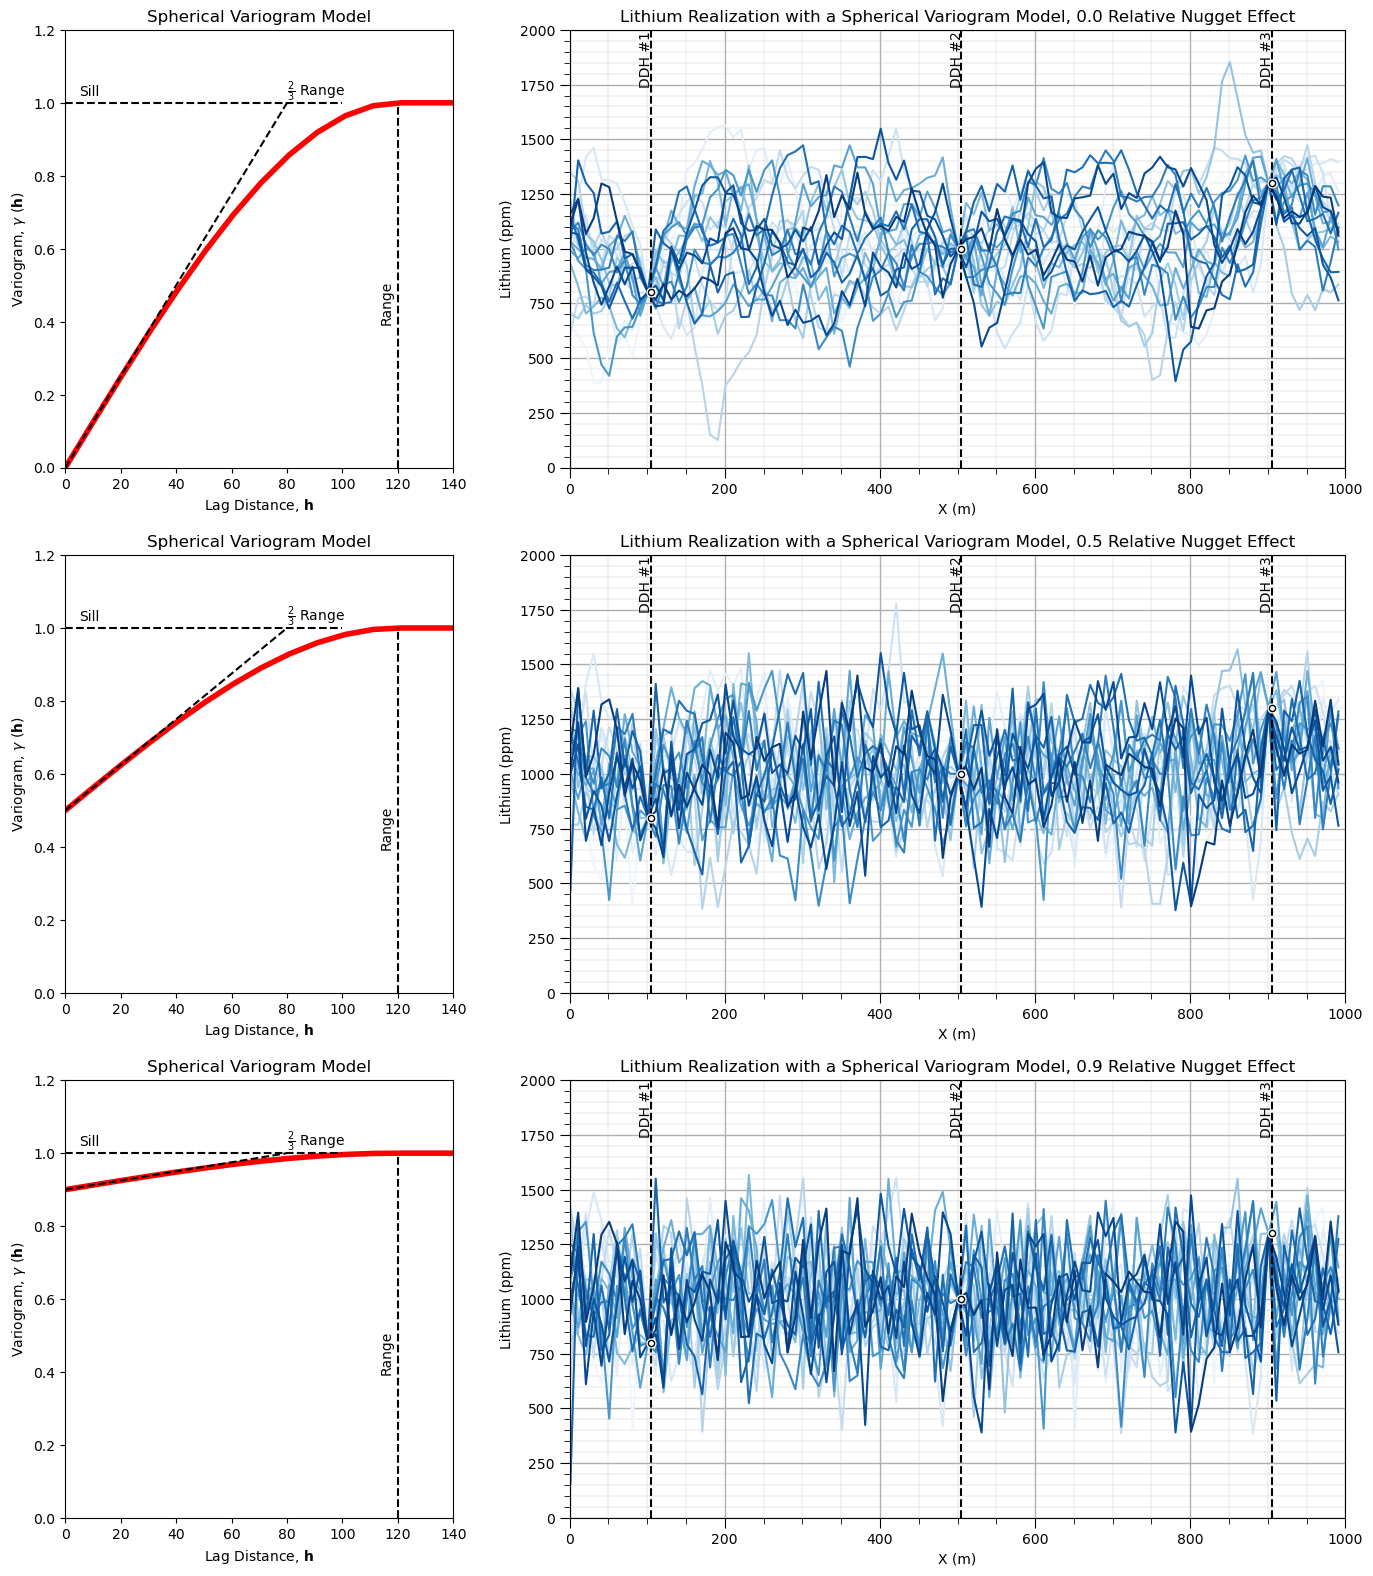 Spherical Variogram Model
Lithium Realization with a Spherical Variogram Model, 0.0 Relative Nugget Effect
1.2
1.0
0.8
0.6
0.4
0.2
0.0
Variogram, γ (h)
Sill
2/3 Range
Range
0 20 40 60 80 100 120 140
Lag Distance, h
2000
1750
1500
1250
1000
750
500
250
0
Lithium (ppm)
DDH #1
DDH #2
DDH #3
0 200 400 600 800 1000
X (m)
Spherical Variogram Model
Lithium Realization with a Spherical Variogram Model, 0.5 Relative Nugget Effect
1.2
1.0
0.8
0.6
0.4
0.2
0.0
Variogram, γ (h)
Sill
2/3 Range
Range
0 20 40 60 80 100 120 140
Lag Distance, h
2000
1750
1500
1250
1000
750
500
250
0
Lithium (ppm)
DDH #1
DDH #2
DDH #3
0 200 400 600 800 1000
X (m)
Spherical Variogram Model
Lithium Realization with a Spherical Variogram Model, 0.9 Relative Nugget Effect
1.2
1.0
0.8
0.6
0.4
0.2
0.0
Variogram, γ (h)
Sill
2/3 Range
Range
0 20 40 60 80 100 120 140
Lag Distance, h
2000
1750
1500
1250
1000
750
500
250
0
Lithium (ppm)
DDH #1
DDH #2
DDH #3
0 200 400 600 800 1000
X (m)